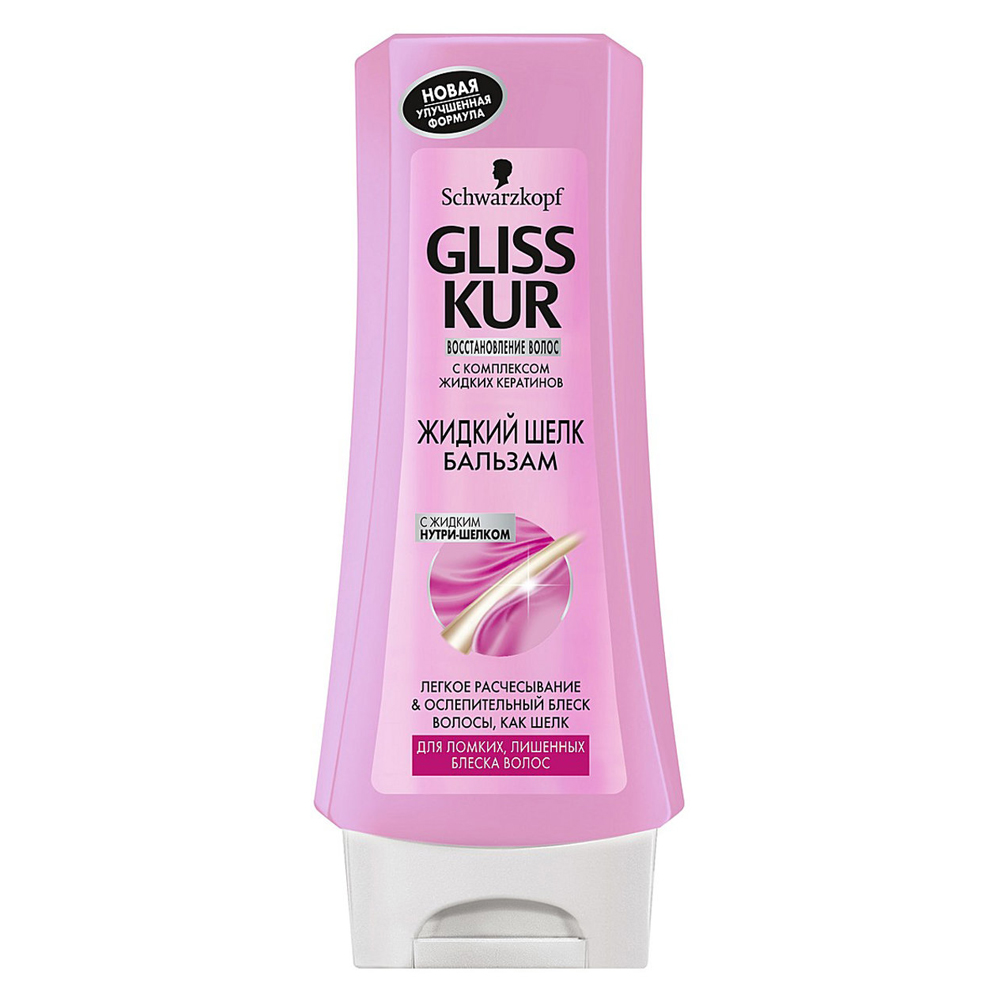 НОВАЯ
УЛУЧШЕННАЯ
ФОРМУЛА
Schwarzkopf
GLISS
KUR
ВОССТАНОВЛЕНИЕ ВОЛОС
С КОМПЛЕКСОМ
ЖИДКИХ КЕРАТИНОВ
ЖИДКИЙ ШЕЛК
БАЛЬЗАМ
С ЖИДКИМ
НУТРИ-ШЕЛКОМ
ЛЕГКОЕ РАСЧЕСЫВАНИЕ
& ОСЛЕПИТЕЛЬНЫЙ БЛЕСК
ВОЛОСЫ, КАК ШЕЛК
ДЛЯ ЛОМКИХ, ЛИШЕННЫХ
БЛЕСКА ВОЛОС